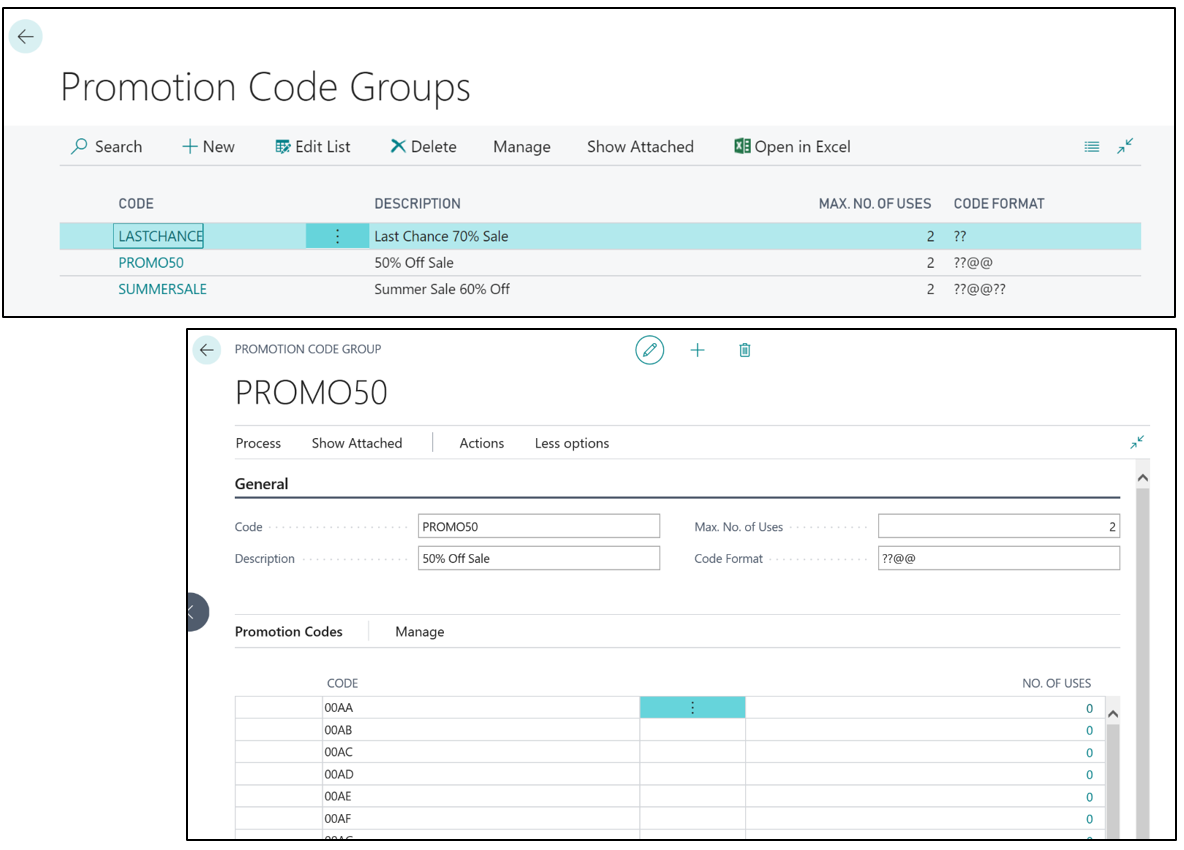 Promotion Code Groups
Search New Edit List Delete Manage Show Attached Open in Excel
CODE DESCRIPTION MAX. NO. OF USES CODE FORMAT
LASTCHANCE Last Chance 70% Sale 2 ??
PROMO50 50% Off Sale 2 ??@@
SUMMERSALE Summer Sale 60% Off 2 ??@@??
PROMOTION CODE GROUP
PROMO50
Process Show Attached Actions Less options
General
Code PROMO50 Max. No. of Uses 2
Description 50% Off Sale Code Format ??@@
Promotion Codes Manage
CODE NO. OF USES
00AA 0
00AB 0
00AC 0
00AD 0
00AE 0
00AF 0